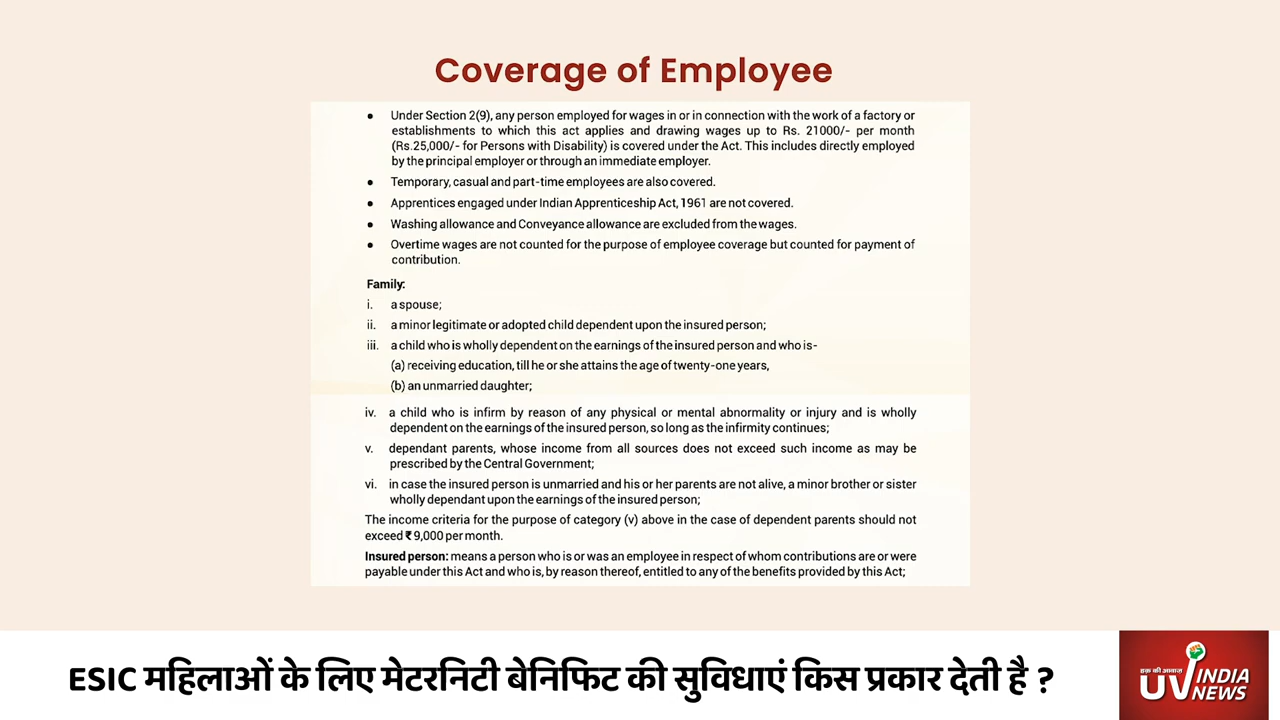 Coverage of Employee
• Under Section 2(9), any person employed for wages in or in connection with the work of a factory or
establishments to which this act applies and drawing wages up to Rs. 21000/- per month
(Rs.25,000/- for Persons with Disability) is covered under the Act. This includes directly employed
by the principal employer or through an immediate employer.
• Temporary, casual and part-time employees are also covered.
• Apprentices engaged under Indian Apprenticeship Act, 1961 are not covered.
• Washing allowance and Conveyance allowance are excluded from the wages.
• Overtime wages are not counted for the purpose of employee coverage but counted for payment of
contribution.
Family:
i. a spouse;
ii. a minor legitimate or adopted child dependent upon the insured person;
iii. a child who is wholly dependent on the earnings of the insured person and who is-
(a) receiving education, till he or she attains the age of twenty-one years,
(b) an unmarried daughter;
iv. a child who is infirm by reason of any physical or mental abnormality or injury and is wholly
dependent on the earnings of the insured person, so long as the infirmity continues;
v. dependant parents, whose income from all sources does not exceed such income as may be
prescribed by the Central Government;
vi. in case the insured person is unmarried and his or her parents are not alive, a minor brother or sister
wholly dependant upon the earnings of the insured person;
The income criteria for the purpose of category (v) above in the case of dependent parents should not
exceed ₹ 9,000 per month.
Insured person: means a person who is or was an employee in respect of whom contributions are or were
payable under this Act and who is, by reason thereof, entitled to any of the benefits provided by this Act;
ESIC महिलाओं के लिए मेटरनिटी बेनिफिट की सुविधाएं किस प्रकार देती है ?
हक़ की आवाज़
UV INDIA
NEWS